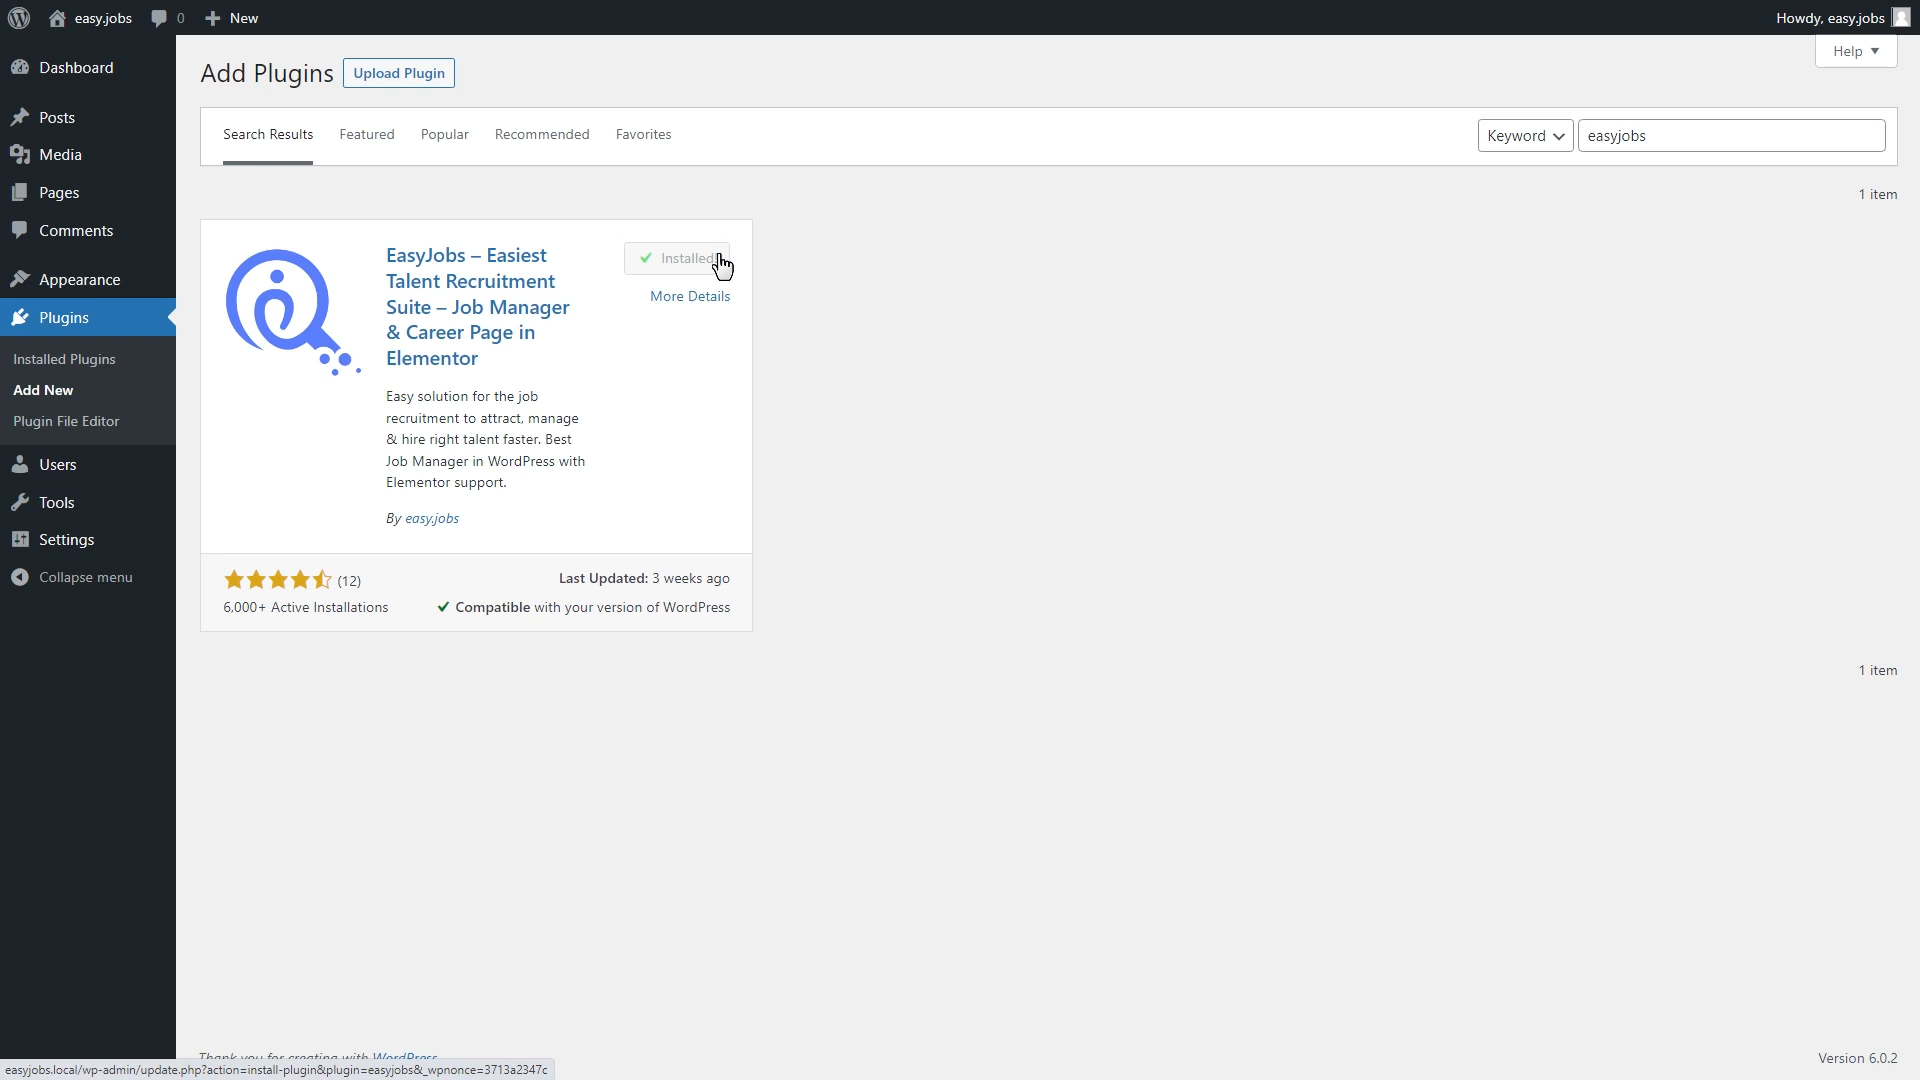 easy.jobs
0
New
Howdy, easy.jobs
Dashboard
Posts
Media
Pages
Comments
Appearance
Plugins
Installed Plugins
Add New
Plugin File Editor
Users
Tools
Settings
Collapse menu
Help
Add Plugins
Upload Plugin
Search Results
Featured
Popular
Recommended
Favorites
Keyword
easyjobs
1 item
EasyJobs – Easiest
Talent Recruitment
Suite – Job Manager
& Career Page in
Elementor
Installed
More Details
Easy solution for the job
recruitment to attract, manage
& hire right talent faster. Best
Job Manager in WordPress with
Elementor support.
By easy.jobs
(12)
Last Updated: 3 weeks ago
6,000+ Active Installations
Compatible with your version of WordPress
1 item
Thank you for creating with WordPress
Version 6.0.2
easyjobs.local/wp-admin/update.php?action=install-plugin&plugin=easyjobs&_wpnonce=3713a2347c